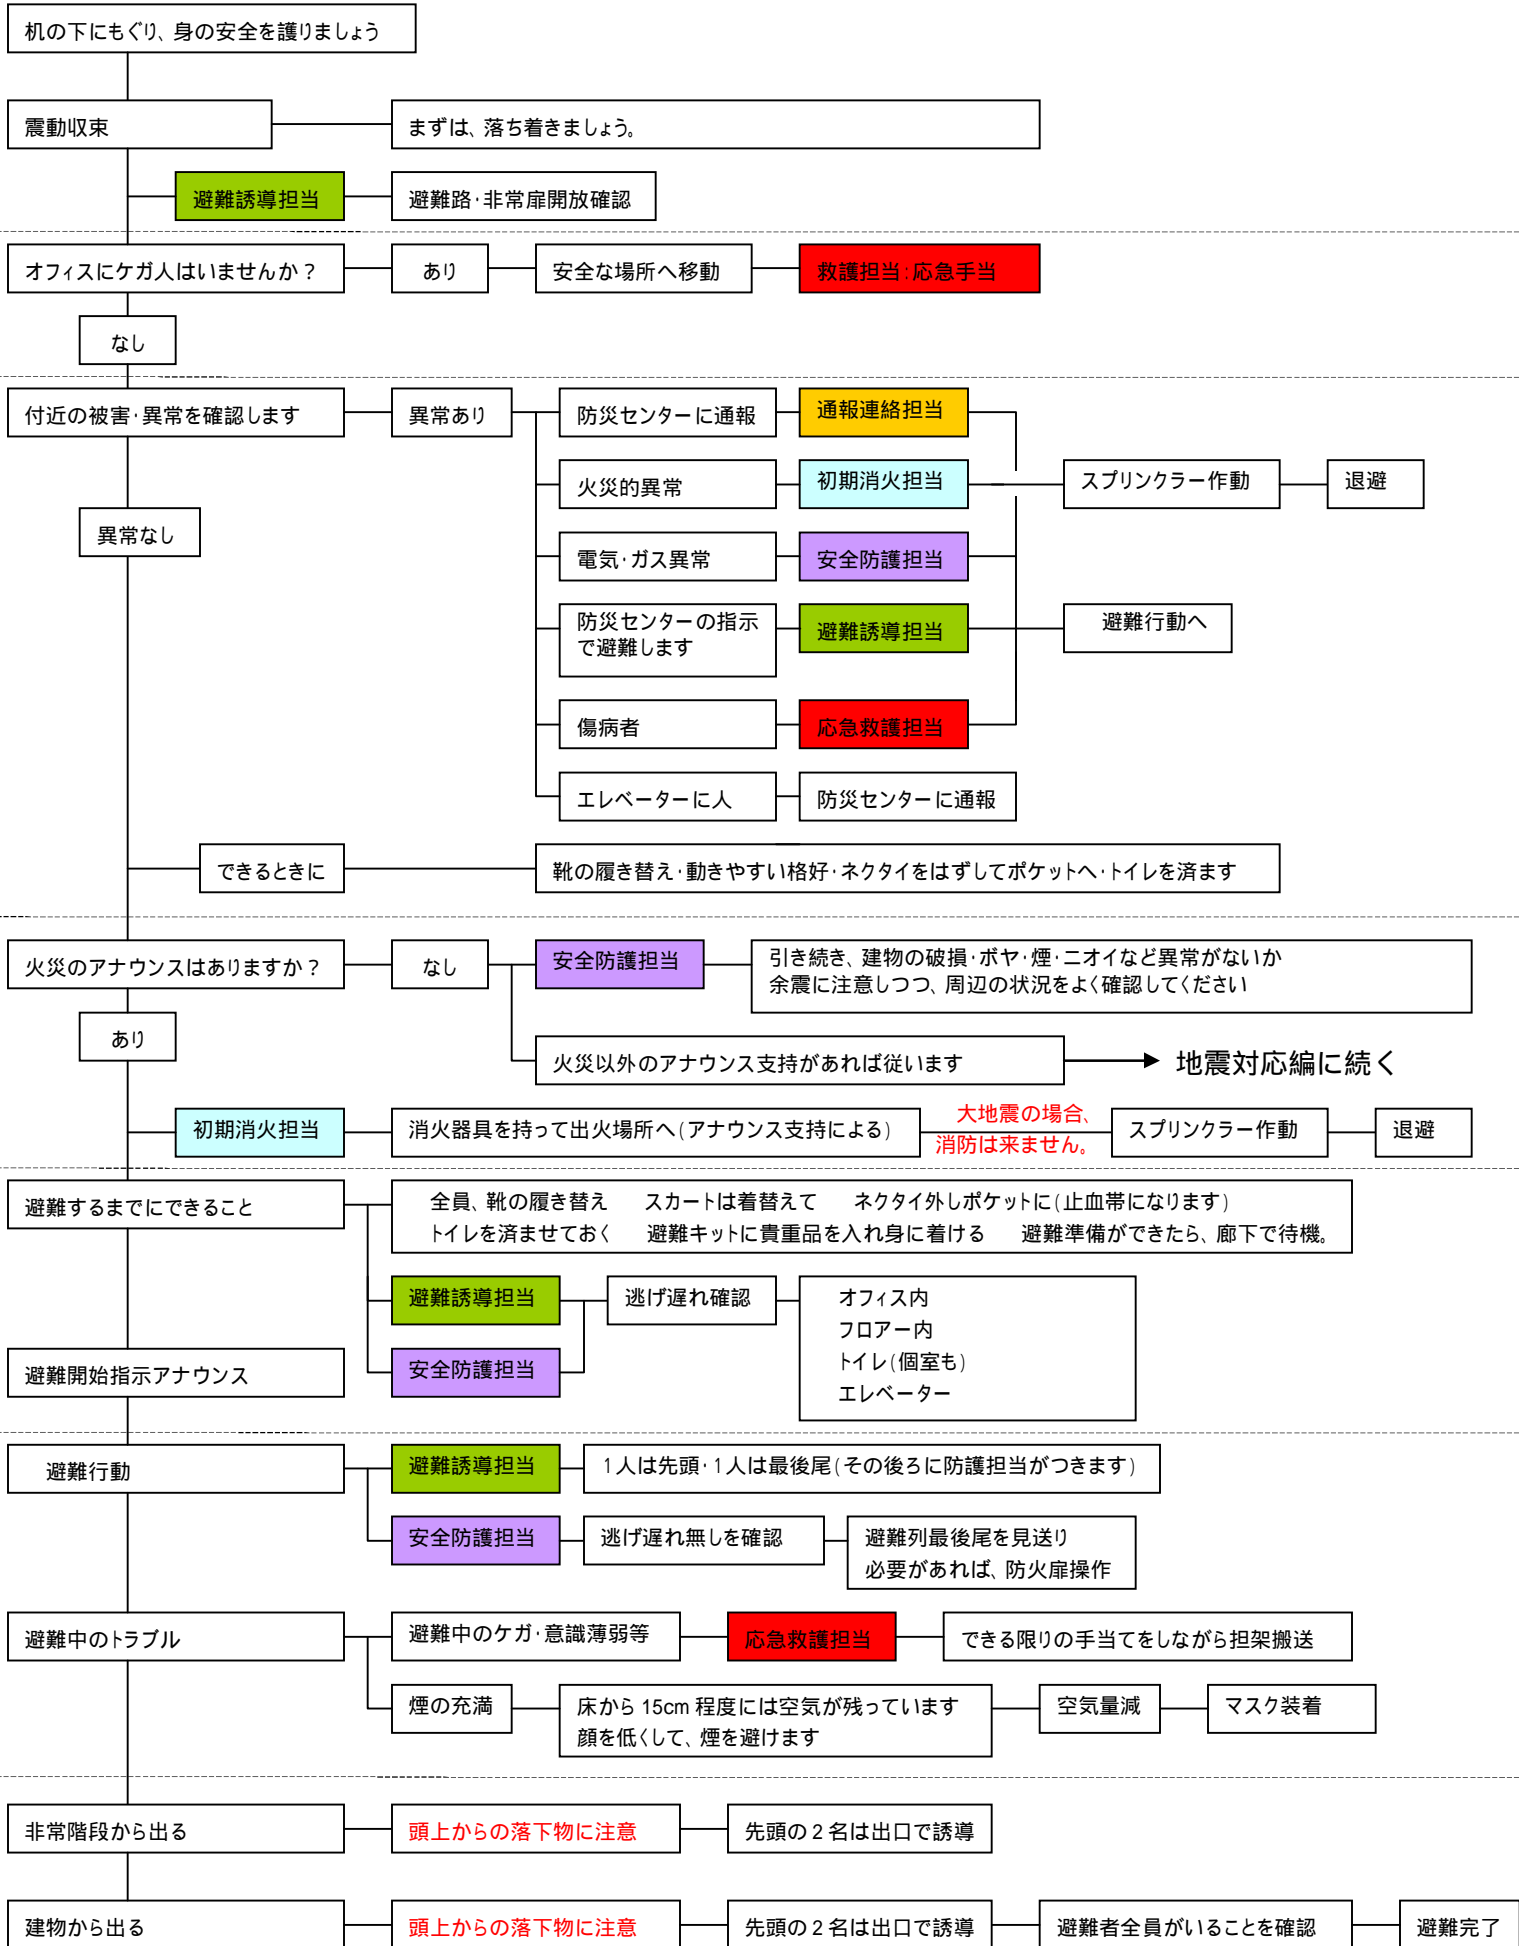 机の下にもぐり、身の安全を護りましょう
震動収束
まずは、落ち着きましょう。
避難誘導担当
避難路・非常扉開放確認
オフィスにケガ人はいませんか？
あり
安全な場所へ移動
救護担当：応急手当
なし
付近の被害・異常を確認します
異常あり
防災センターに通報
通報連絡担当
火災的異常
初期消火担当
スプリンクラー作動
退避
異常なし
電気・ガス異常
安全防護担当
防災センターの指示
で避難します
避難誘導担当
避難行動へ
傷病者
応急救護担当
エレベーターに人
防災センターに通報
できるときに
靴の履き替え・動きやすい格好・ネクタイをはずしてポケットへ・トイレを済ます
火災のアナウンスはありますか？
なし
安全防護担当
引き続き、建物の破損・ボヤ・煙・ニオイなど異常がないか
余震に注意しつつ、周辺の状況をよく確認してください
あり
火災以外のアナウンス支持があれば従います
地震対応編に続く
初期消火担当
消火器具を持って出火場所へ（アナウンス支持による）
大地震の場合、
消防は来ません。
スプリンクラー作動
退避
避難するまでにできること
全員、靴の履き替え　スカートは着替えて　ネクタイ外しポケットに（止血帯になります）
トイレを済ませておく　避難キットに貴重品を入れ身に着ける　避難準備ができたら、廊下で待機。
避難誘導担当
逃げ遅れ確認
オフィス内
フロアー内
トイレ（個室も）
エレベーター
安全防護担当
避難開始指示アナウンス
避難行動
避難誘導担当
1人は先頭・1人は最後尾（その後ろに防護担当がつきます）
安全防護担当
逃げ遅れ無しを確認
避難列最後尾を見送り
必要があれば、防火扉操作
避難中のトラブル
避難中のケガ・意識薄弱等
応急救護担当
できる限りの手当てをしながら担架搬送
煙の充満
床から 15cm 程度には空気が残っています
顔を低くして、煙を避けます
空気量減
マスク装着
非常階段から出る
頭上からの落下物に注意
先頭の2名は出口で誘導
建物から出る
頭上からの落下物に注意
先頭の2名は出口で誘導
避難者全員がいることを確認
避難完了